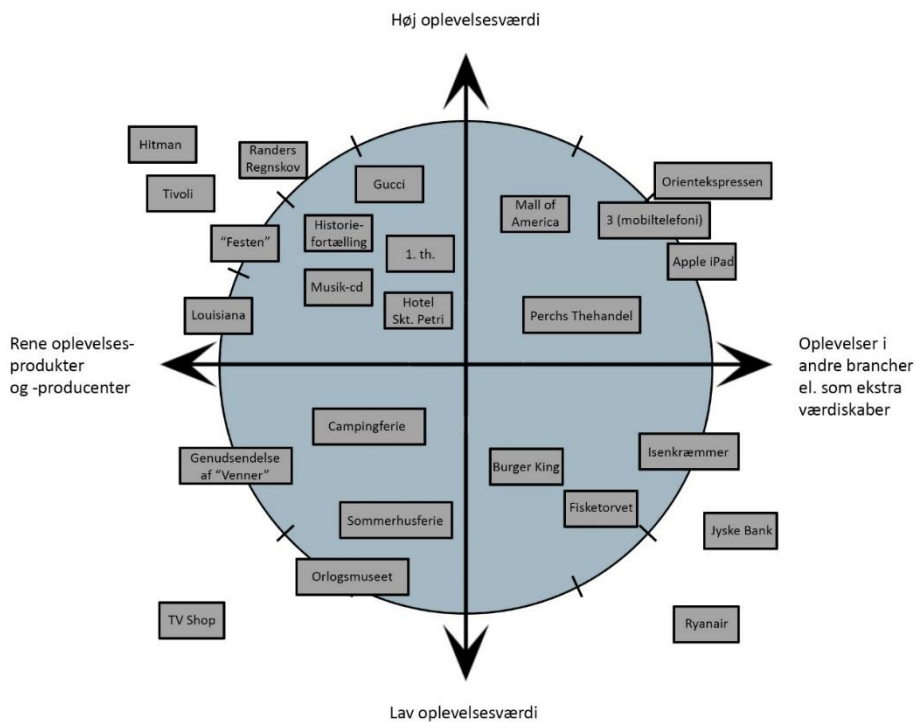 Høj oplevelsesværdi
Hitman
Randers
Regnskov
Tivoli
Gucci
Orientekspressen
Mall of
America
3 (mobiltelefoni)
"Festen"
Historie-
fortælling
1. th.
Apple iPad
Musik-cd
Louisiana
Hotel
Skt. Petri
Perchs Thehandel
Rene oplevelses-
produkter
og -producenter
Oplevelser i
andre brancher
el. som ekstra
værdiskaber
Campingferie
Genudsendelse
af "Venner"
Burger King
Isenkræmmer
Sommerhusferie
Fisketorvet
Jyske Bank
Orlogsmuseet
TV Shop
Ryanair
Lav oplevelsesværdi